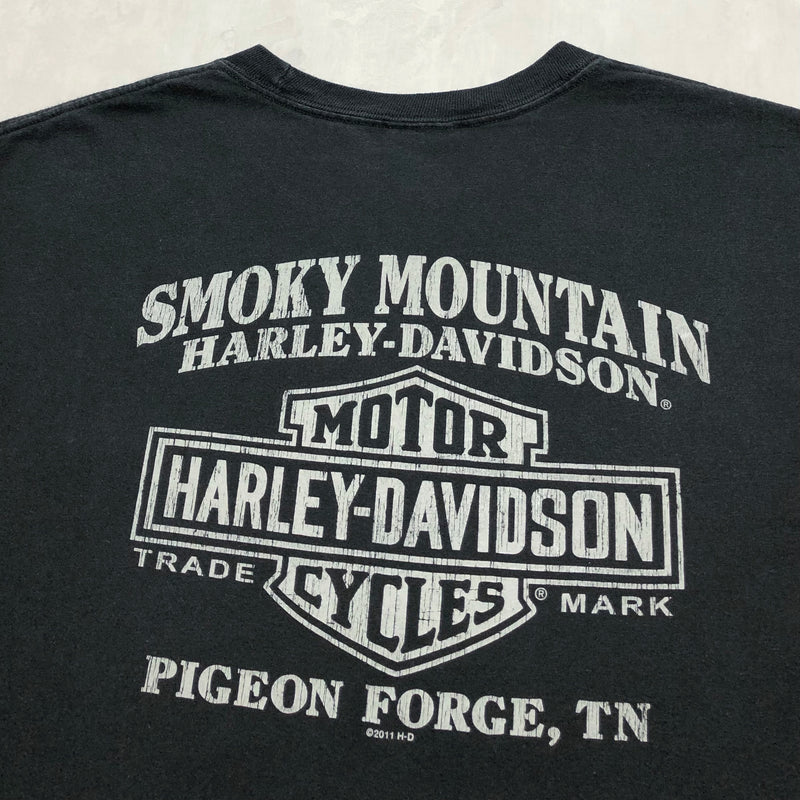 SMOKY MOUNTAIN
HARLEY-DAVIDSON®
MOTOR
HARLEY-DAVIDSON
CYCLES
TRADE ® MARK
PIGEON FORGE, TN
©2011 H-D